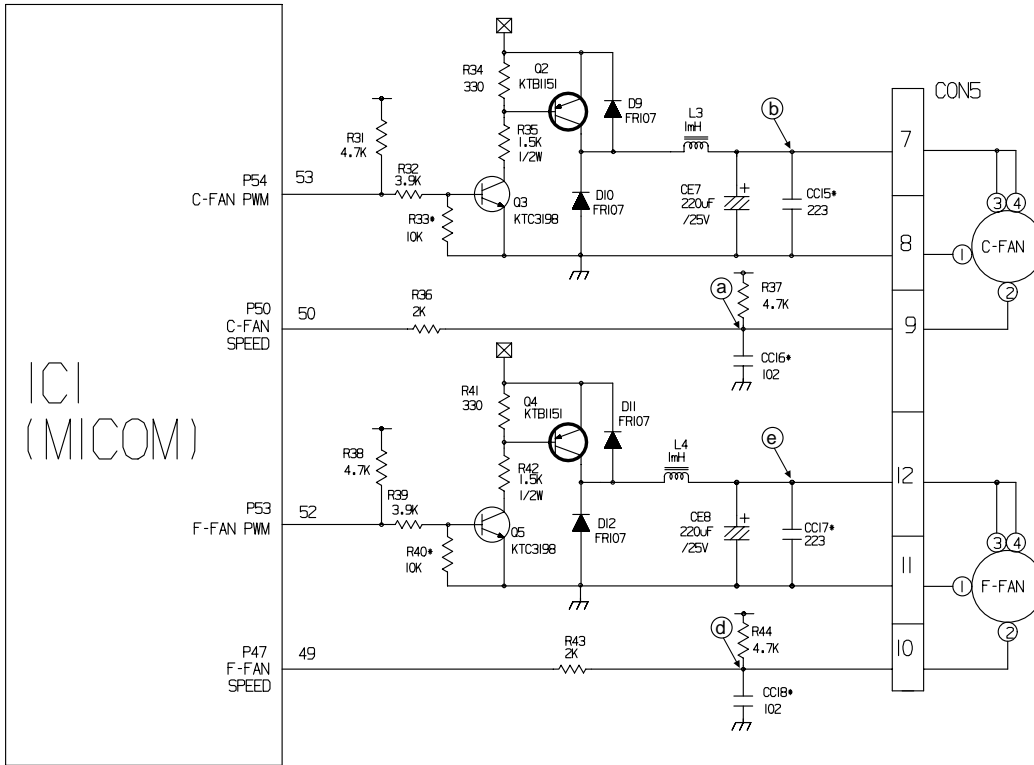 IC1
(MICOM)
P54
C-FAN PWM
53
P50
C-FAN
SPEED
50
P53
F-FAN PWM
52
P47
F-FAN
SPEED
49
R31
4.7K
R32
3.9K
R33*
10K
R34
330
R35
1.5K
1/2W
Q2
KTB1151
Q3
KTC3198
D9
FR107
D10
FR107
L3
1mH
CE7
220uF
/25V
+
b
CC15*
223
R36
2K
a
R37
4.7K
CC16*
102
R38
4.7K
R39
3.9K
R40*
10K
R41
330
R42
1.5K
1/2W
Q4
KTB1151
Q5
KTC3198
D11
FR107
D12
FR107
L4
1mH
CE8
220uF
/25V
+
e
CC17*
223
R43
2K
d
R44
4.7K
CC18*
102
CON5
7
8
9
12
11
10
3 4
1
C-FAN
2
3 4
1
F-FAN
2